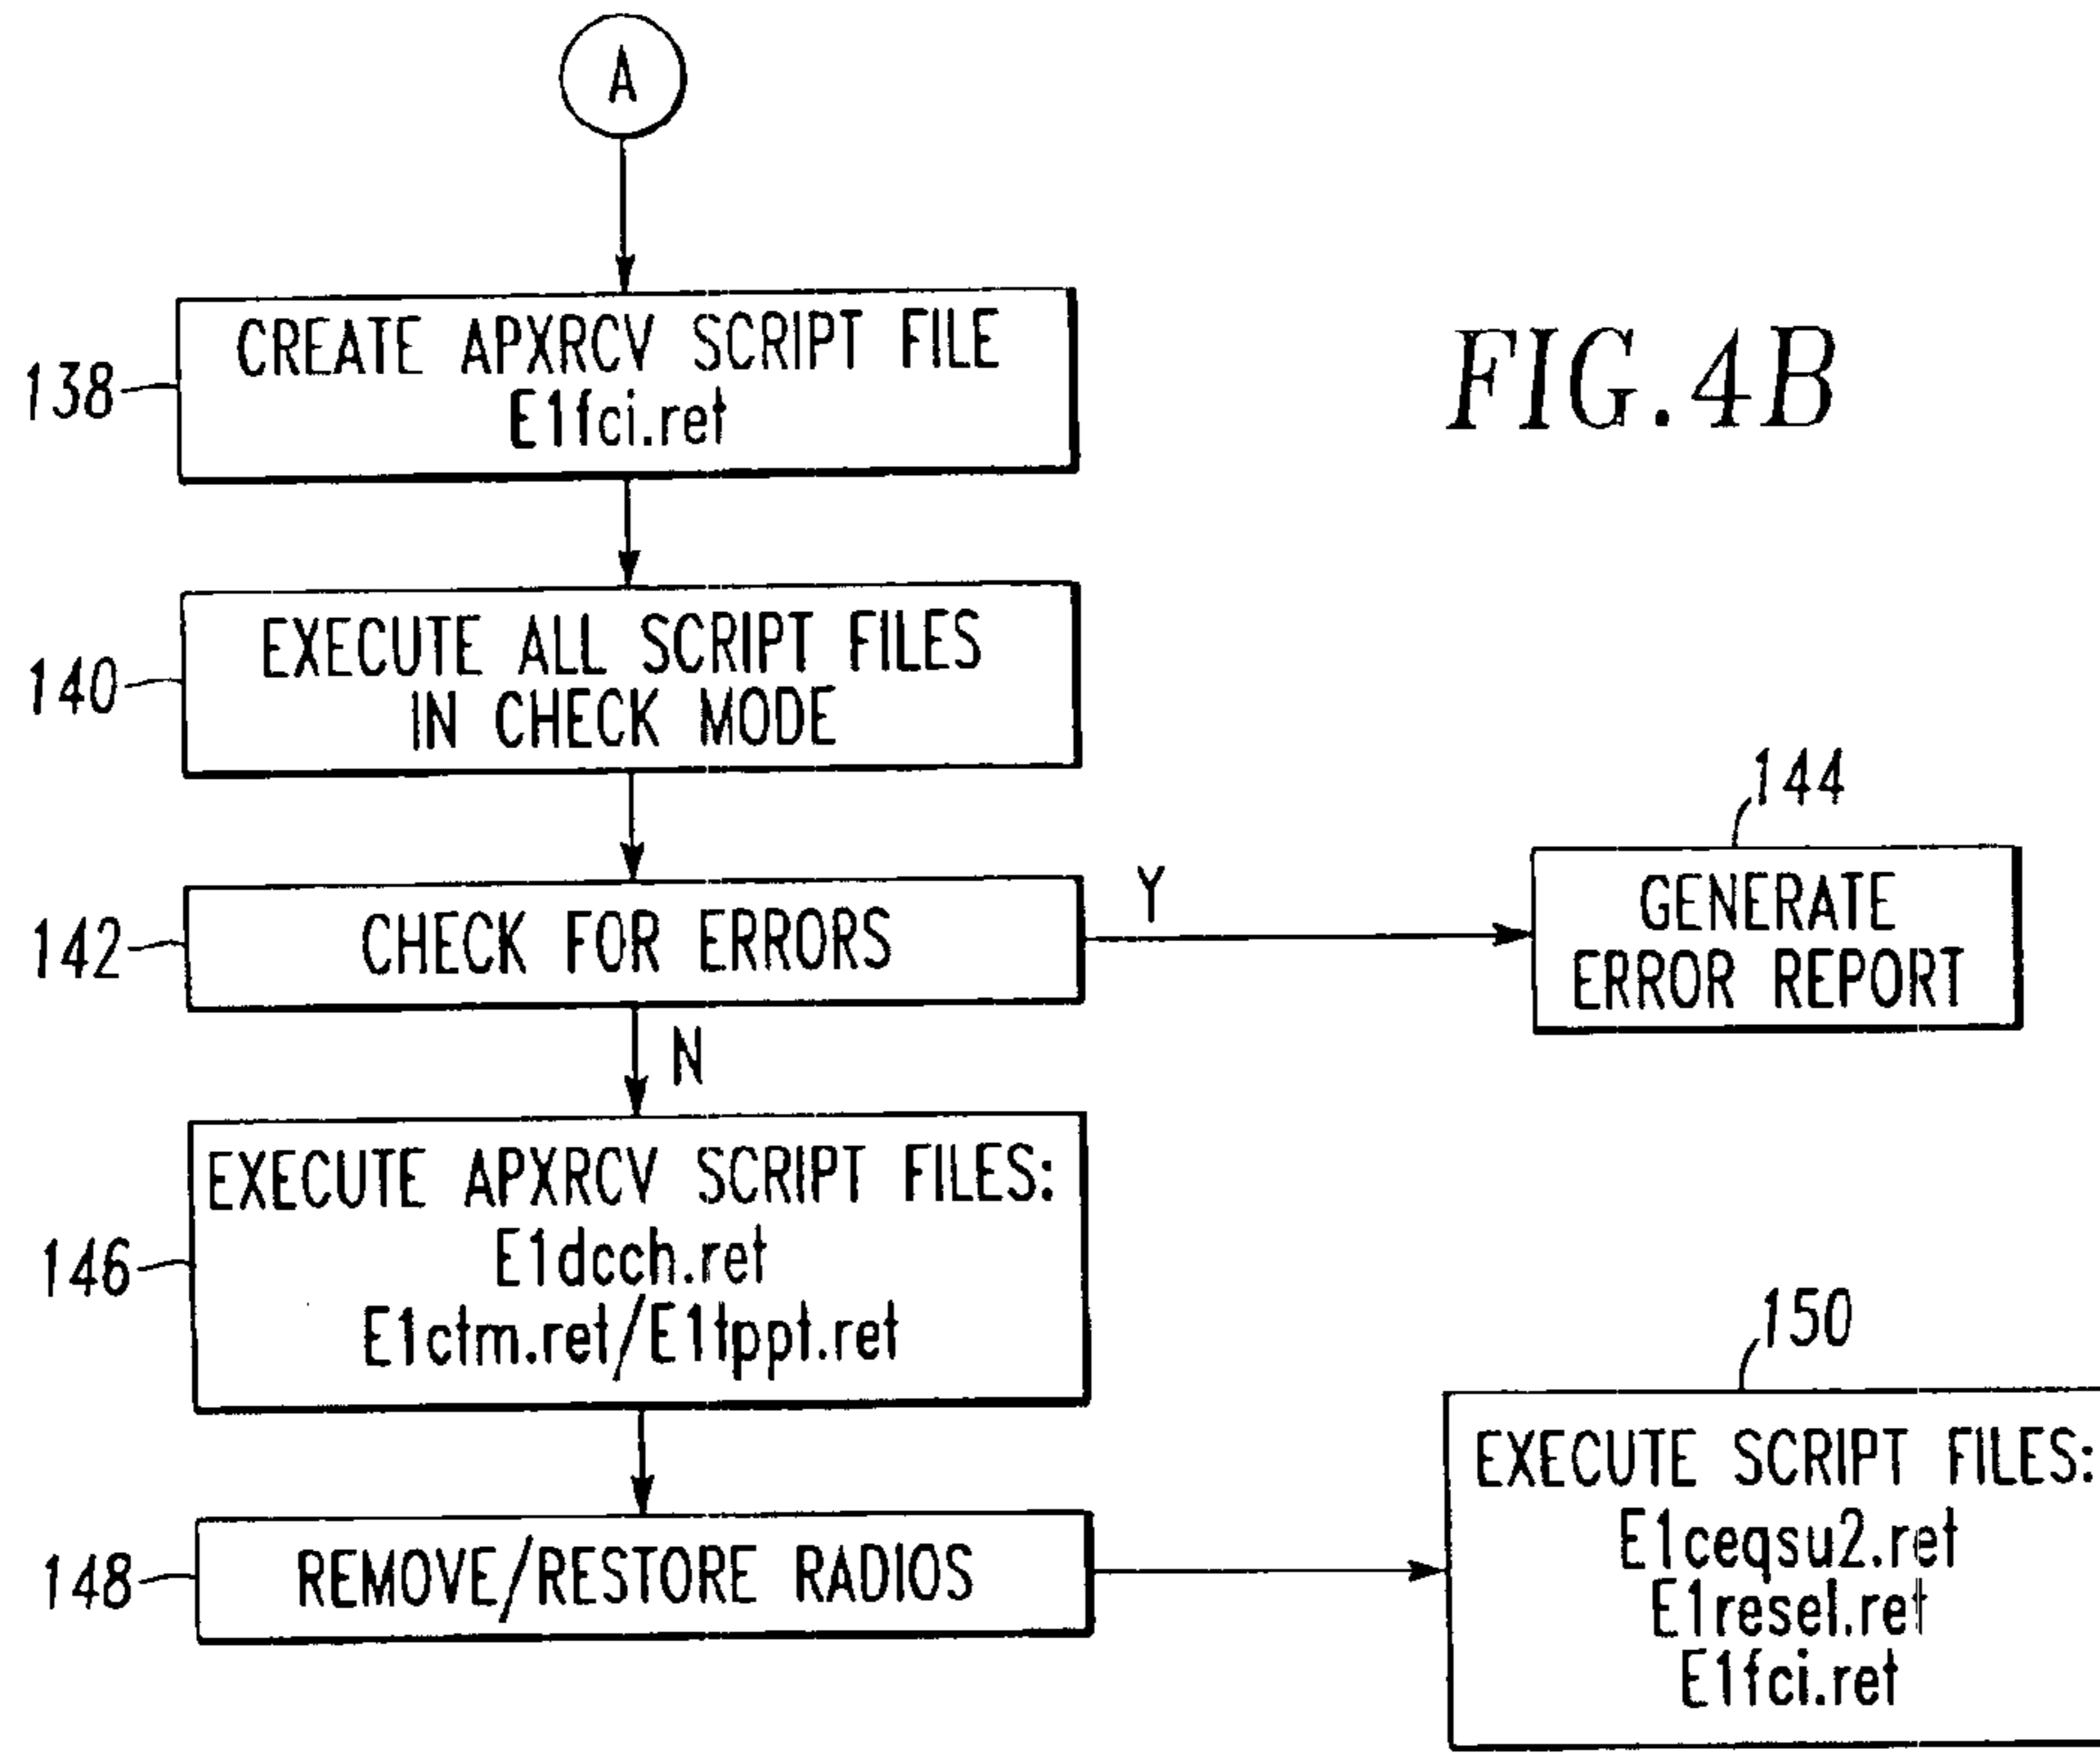 A
CREATE APXRCV SCRIPT FILE
E1fci.ret
138
FIG. 4B
EXECUTE ALL SCRIPT FILES
IN CHECK MODE
140
CHECK FOR ERRORS
142
Y
144
GENERATE
ERROR REPORT
N
EXECUTE APXRCV SCRIPT FILES:
E1dcch.ret
E1ctm.ret/E1tppt.ret
146
REMOVE/RESTORE RADIOS
148
150
EXECUTE SCRIPT FILES:
E1ceqsu2.ret
E1resel.ret
E1fci.ret